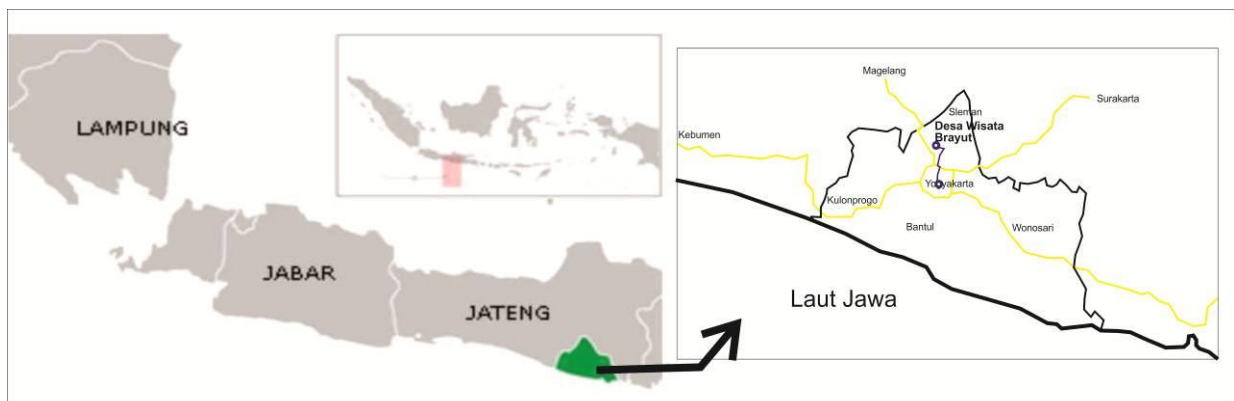 LAMPUNG
JABAR
JATENG
Magelang
Surakarta
Sleman
Desa Wisata
Brayut
Kebumen
Yogyakarta
Kulonprogo
Bantul
Wonosari
Laut Jawa